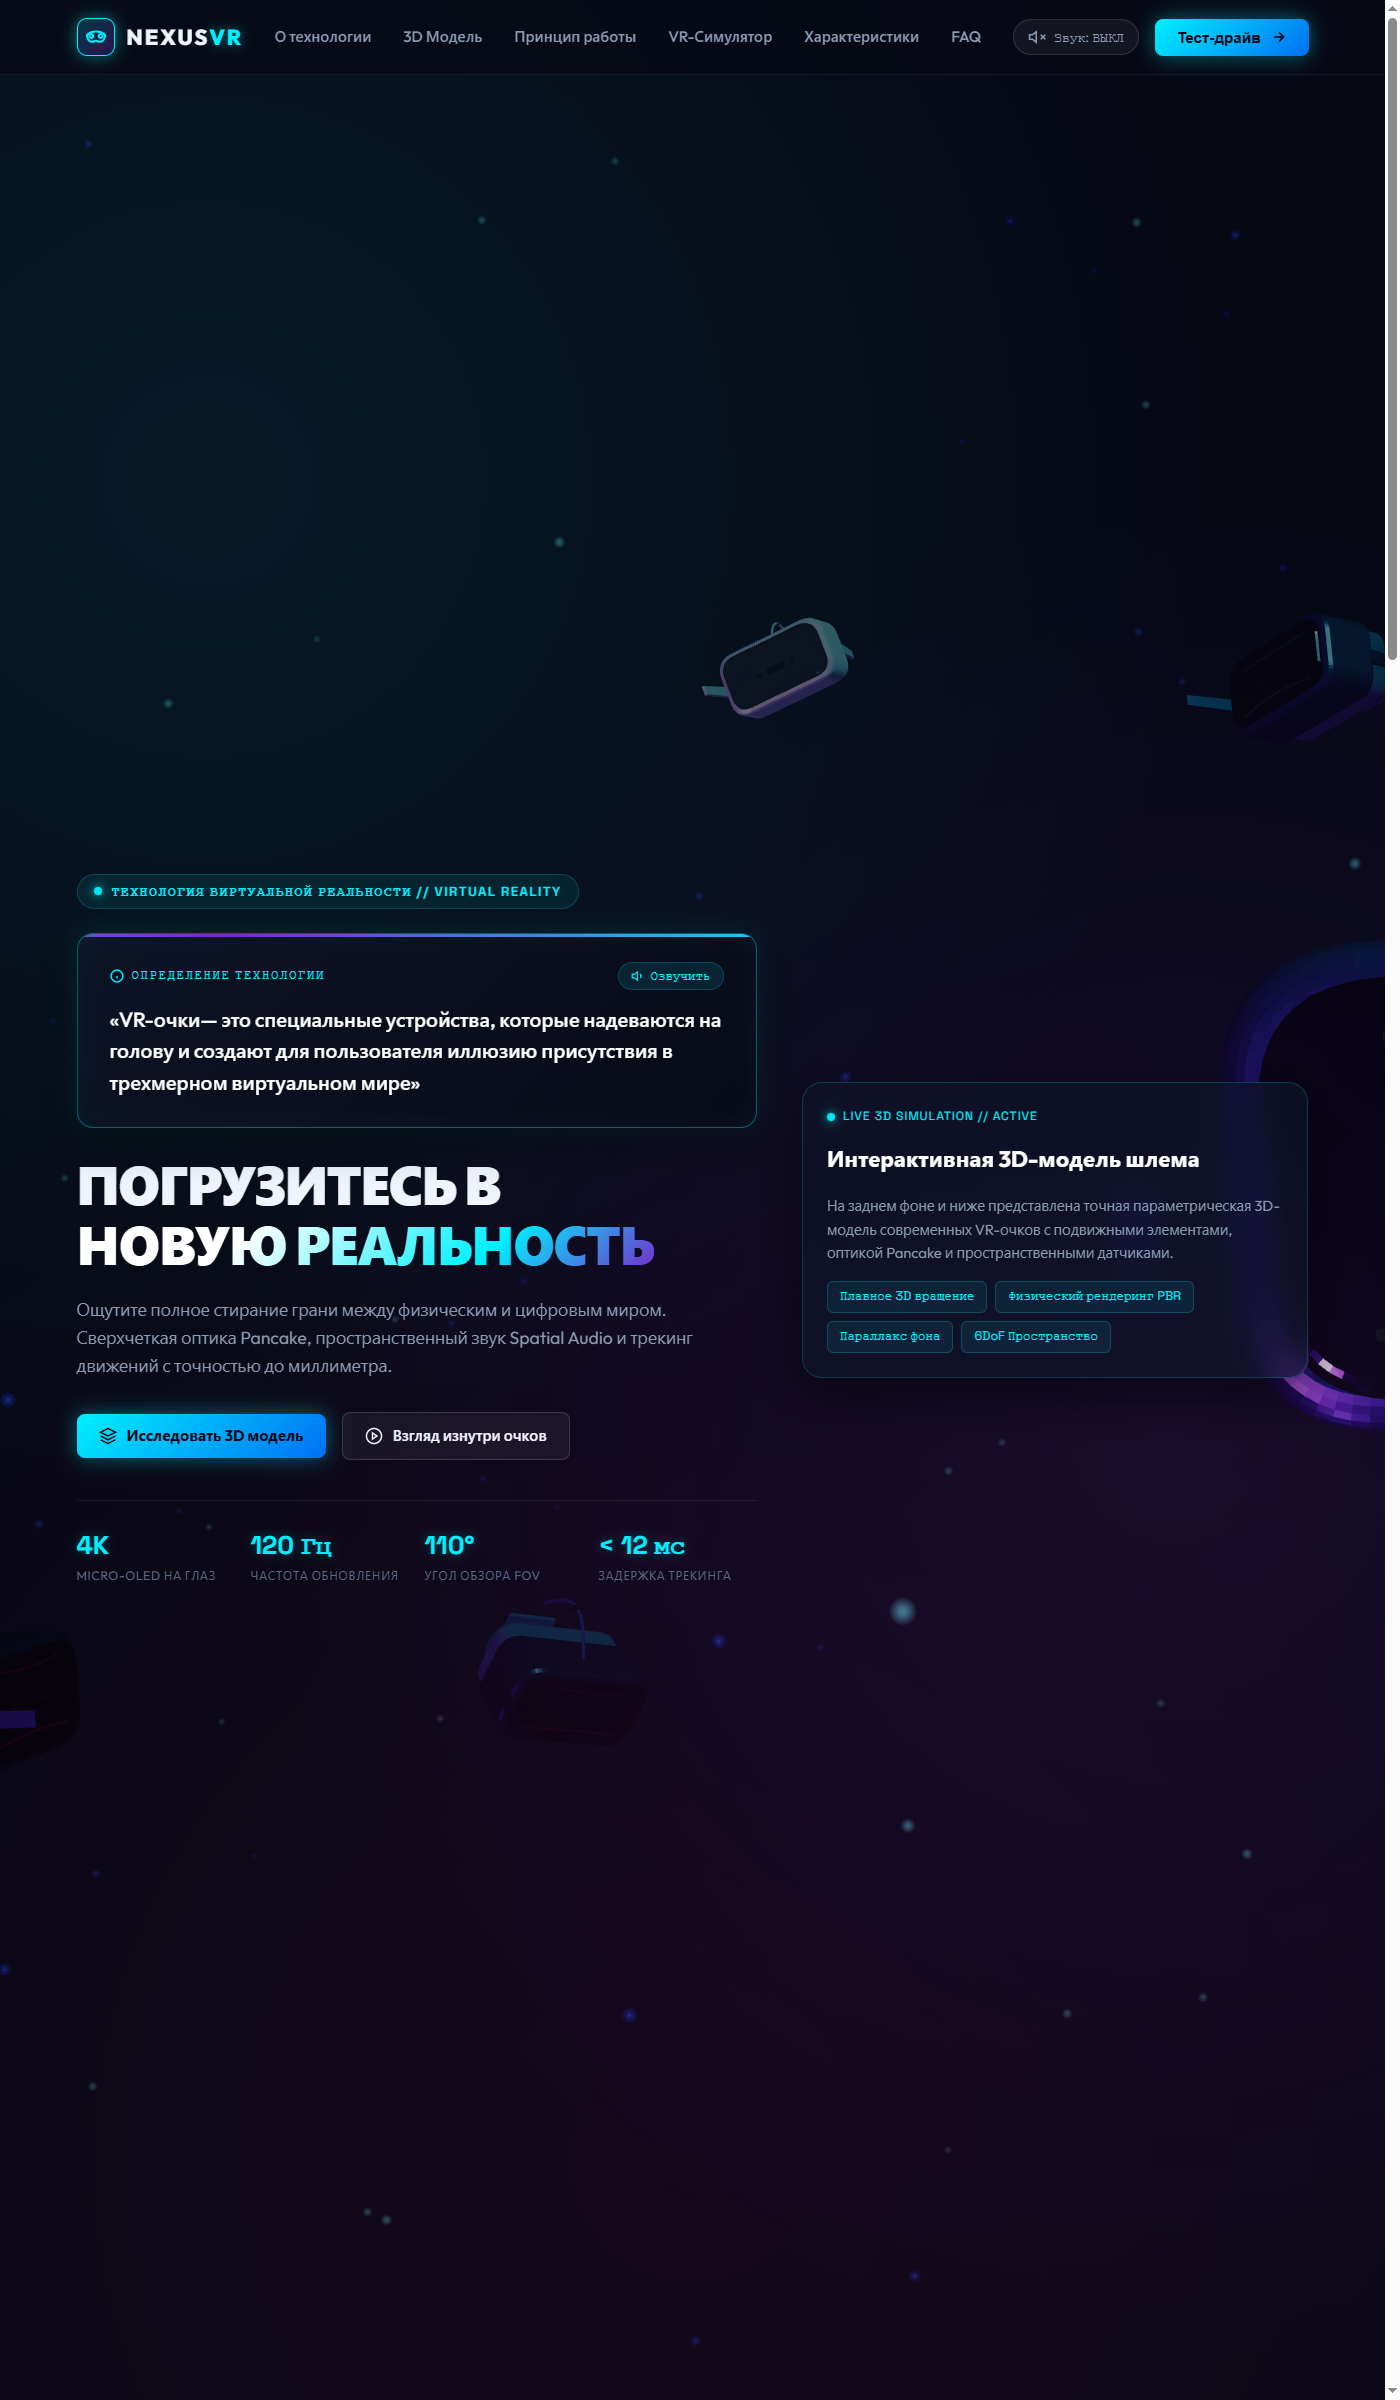 NEXUSVR
О технологии
3D Модель
Принцип работы
VR-Симулятор
Характеристики
FAQ
Звук: ВЫКЛ
Тест-драйв
ТЕХНОЛОГИЯ ВИРТУАЛЬНОЙ РЕАЛЬНОСТИ // VIRTUAL REALITY
ОПРЕДЕЛЕНИЕ ТЕХНОЛОГИИ
Озвучить
«VR-очки— это специальные устройства, которые надеваются на
голову и создают для пользователя иллюзию присутствия в
трехмерном виртуальном мире»
ПОГРУЗИТЕСЬ В
НОВУЮ РЕАЛЬНОСТЬ
Ощутите полное стирание грани между физическим и цифровым миром.
Сверхчеткая оптика Pancake, пространственный звук Spatial Audio и трекинг
движений с точностью до миллиметра.
Исследовать 3D модель
Взгляд изнутри очков
4K
MICRO-OLED НА ГЛАЗ
120 Гц
ЧАСТОТА ОБНОВЛЕНИЯ
110°
УГОЛ ОБЗОРА FOV
< 12 мс
ЗАДЕРЖКА ТРЕКИНГА
LIVE 3D SIMULATION // ACTIVE
Интерактивная 3D-модель шлема
На заднем фоне и ниже представлена точная параметрическая 3D-
модель современных VR-очков с подвижными элементами,
оптикой Pancake и пространственными датчиками.
Плавное 3D вращение
Физический рендеринг PBR
Параллакс фона
6DoF Пространство